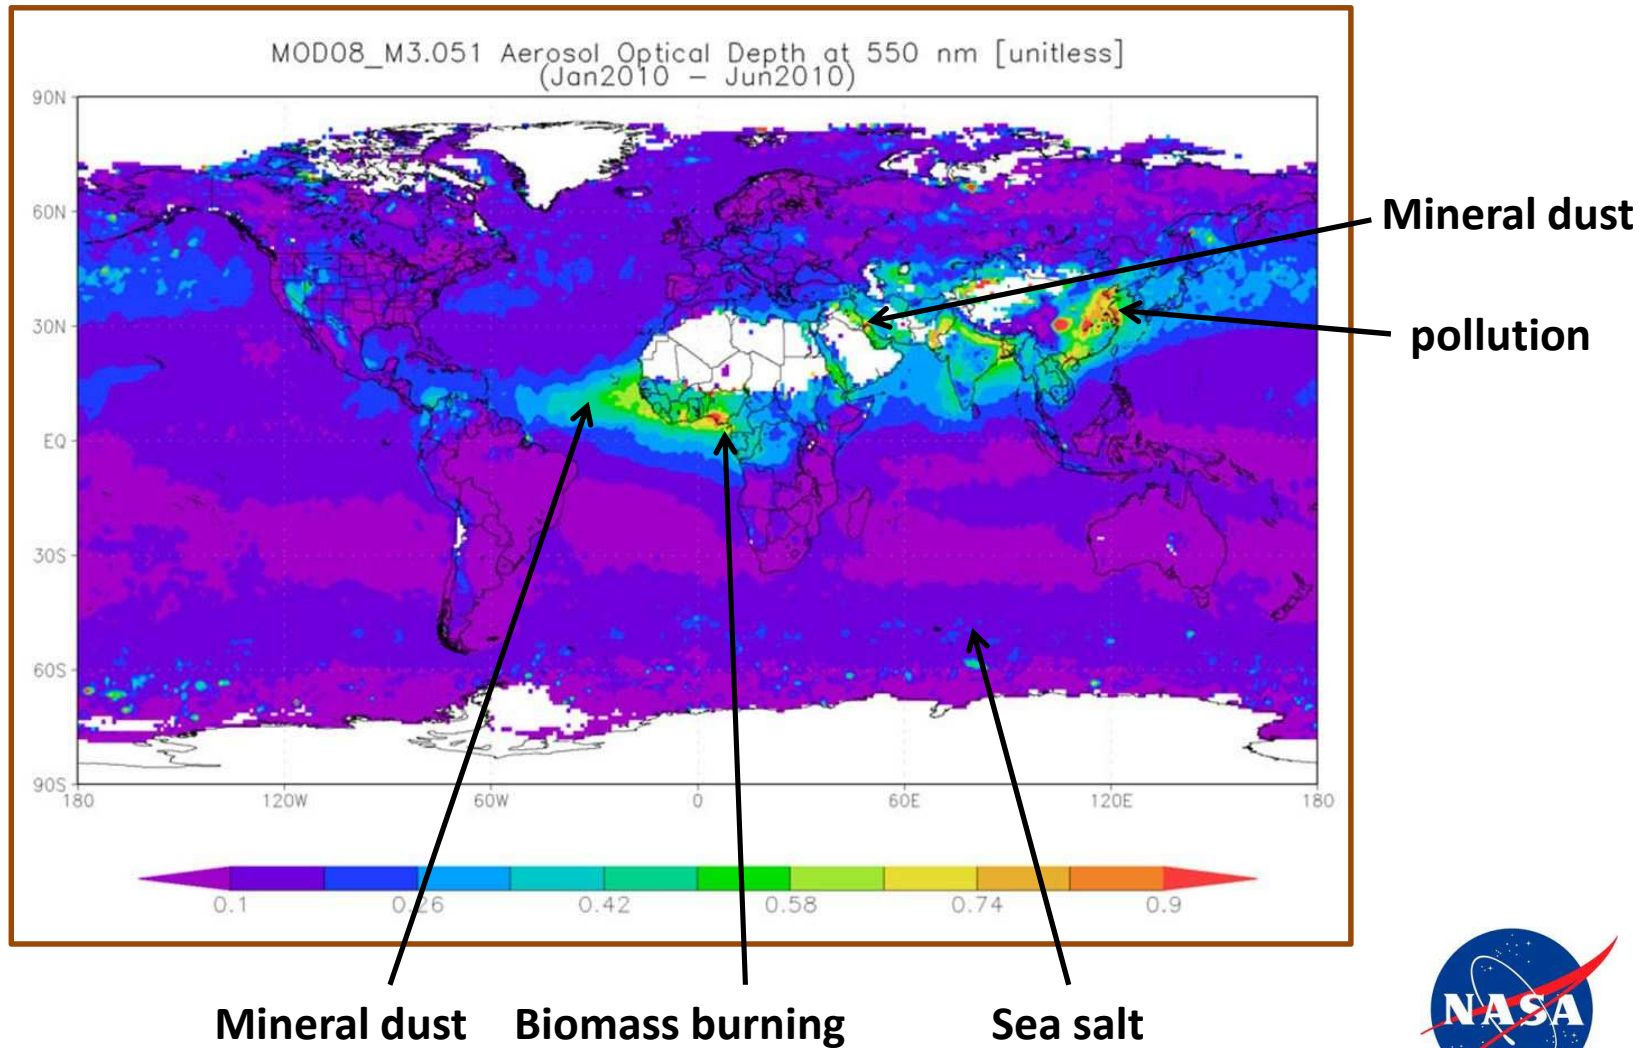 MOD08_M3.051 Aerosol Optical Depth at 550 nm [unitless]
(Jan2010 – Jun2010)
90N
60N
30N
EQ
30S
60S
90S
180 120W 60W 0 60E 120E 180
0.1 0.26 0.42 0.58 0.74 0.9
Mineral dust
pollution
Mineral dust Biomass burning Sea salt
NASA